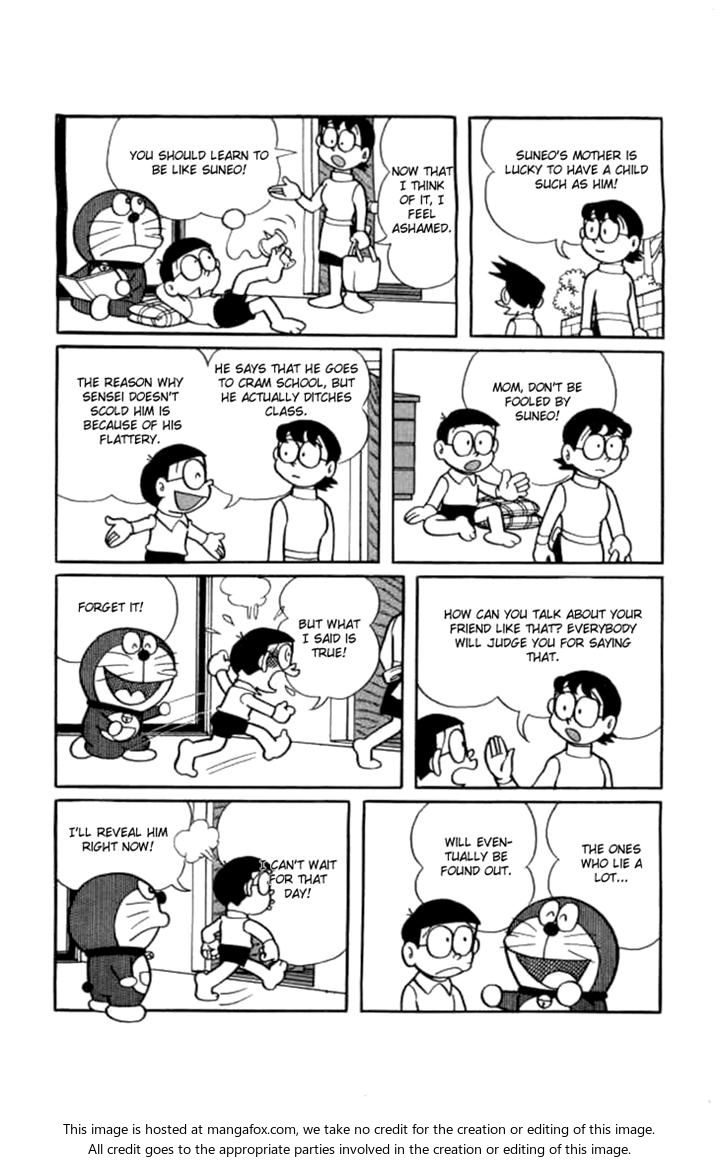 SUNEO'S MOTHER IS
LUCKY TO HAVE A CHILD
SUCH AS HIM!
NOW THAT
I THINK
OF IT, I
FEEL
ASHAMED.
YOU SHOULD LEARN TO
BE LIKE SUNEO!
MOM, DON'T BE
FOOLED BY
SUNEO!
HE SAYS THAT HE GOES
TO CRAM SCHOOL, BUT
HE ACTUALLY DITCHES
CLASS.
THE REASON WHY
SENSEI DOESN'T
SCOLD HIM IS
BECAUSE OF HIS
FLATTERY.
HOW CAN YOU TALK ABOUT YOUR
FRIEND LIKE THAT? EVERYBODY
WILL JUDGE YOU FOR SAYING
THAT.
BUT WHAT
I SAID IS
TRUE!
FORGET IT!
THE ONES
WHO LIE A
LOT...
WILL EVEN-
TUALLY BE
FOUND OUT.
I CAN'T WAIT
FOR THAT
DAY!
I'LL REVEAL HIM
RIGHT NOW!
This image is hosted at mangafox.com, we take no credit for the creation or editing of this image.
All credit goes to the appropriate parties involved in the creation or editing of this image.